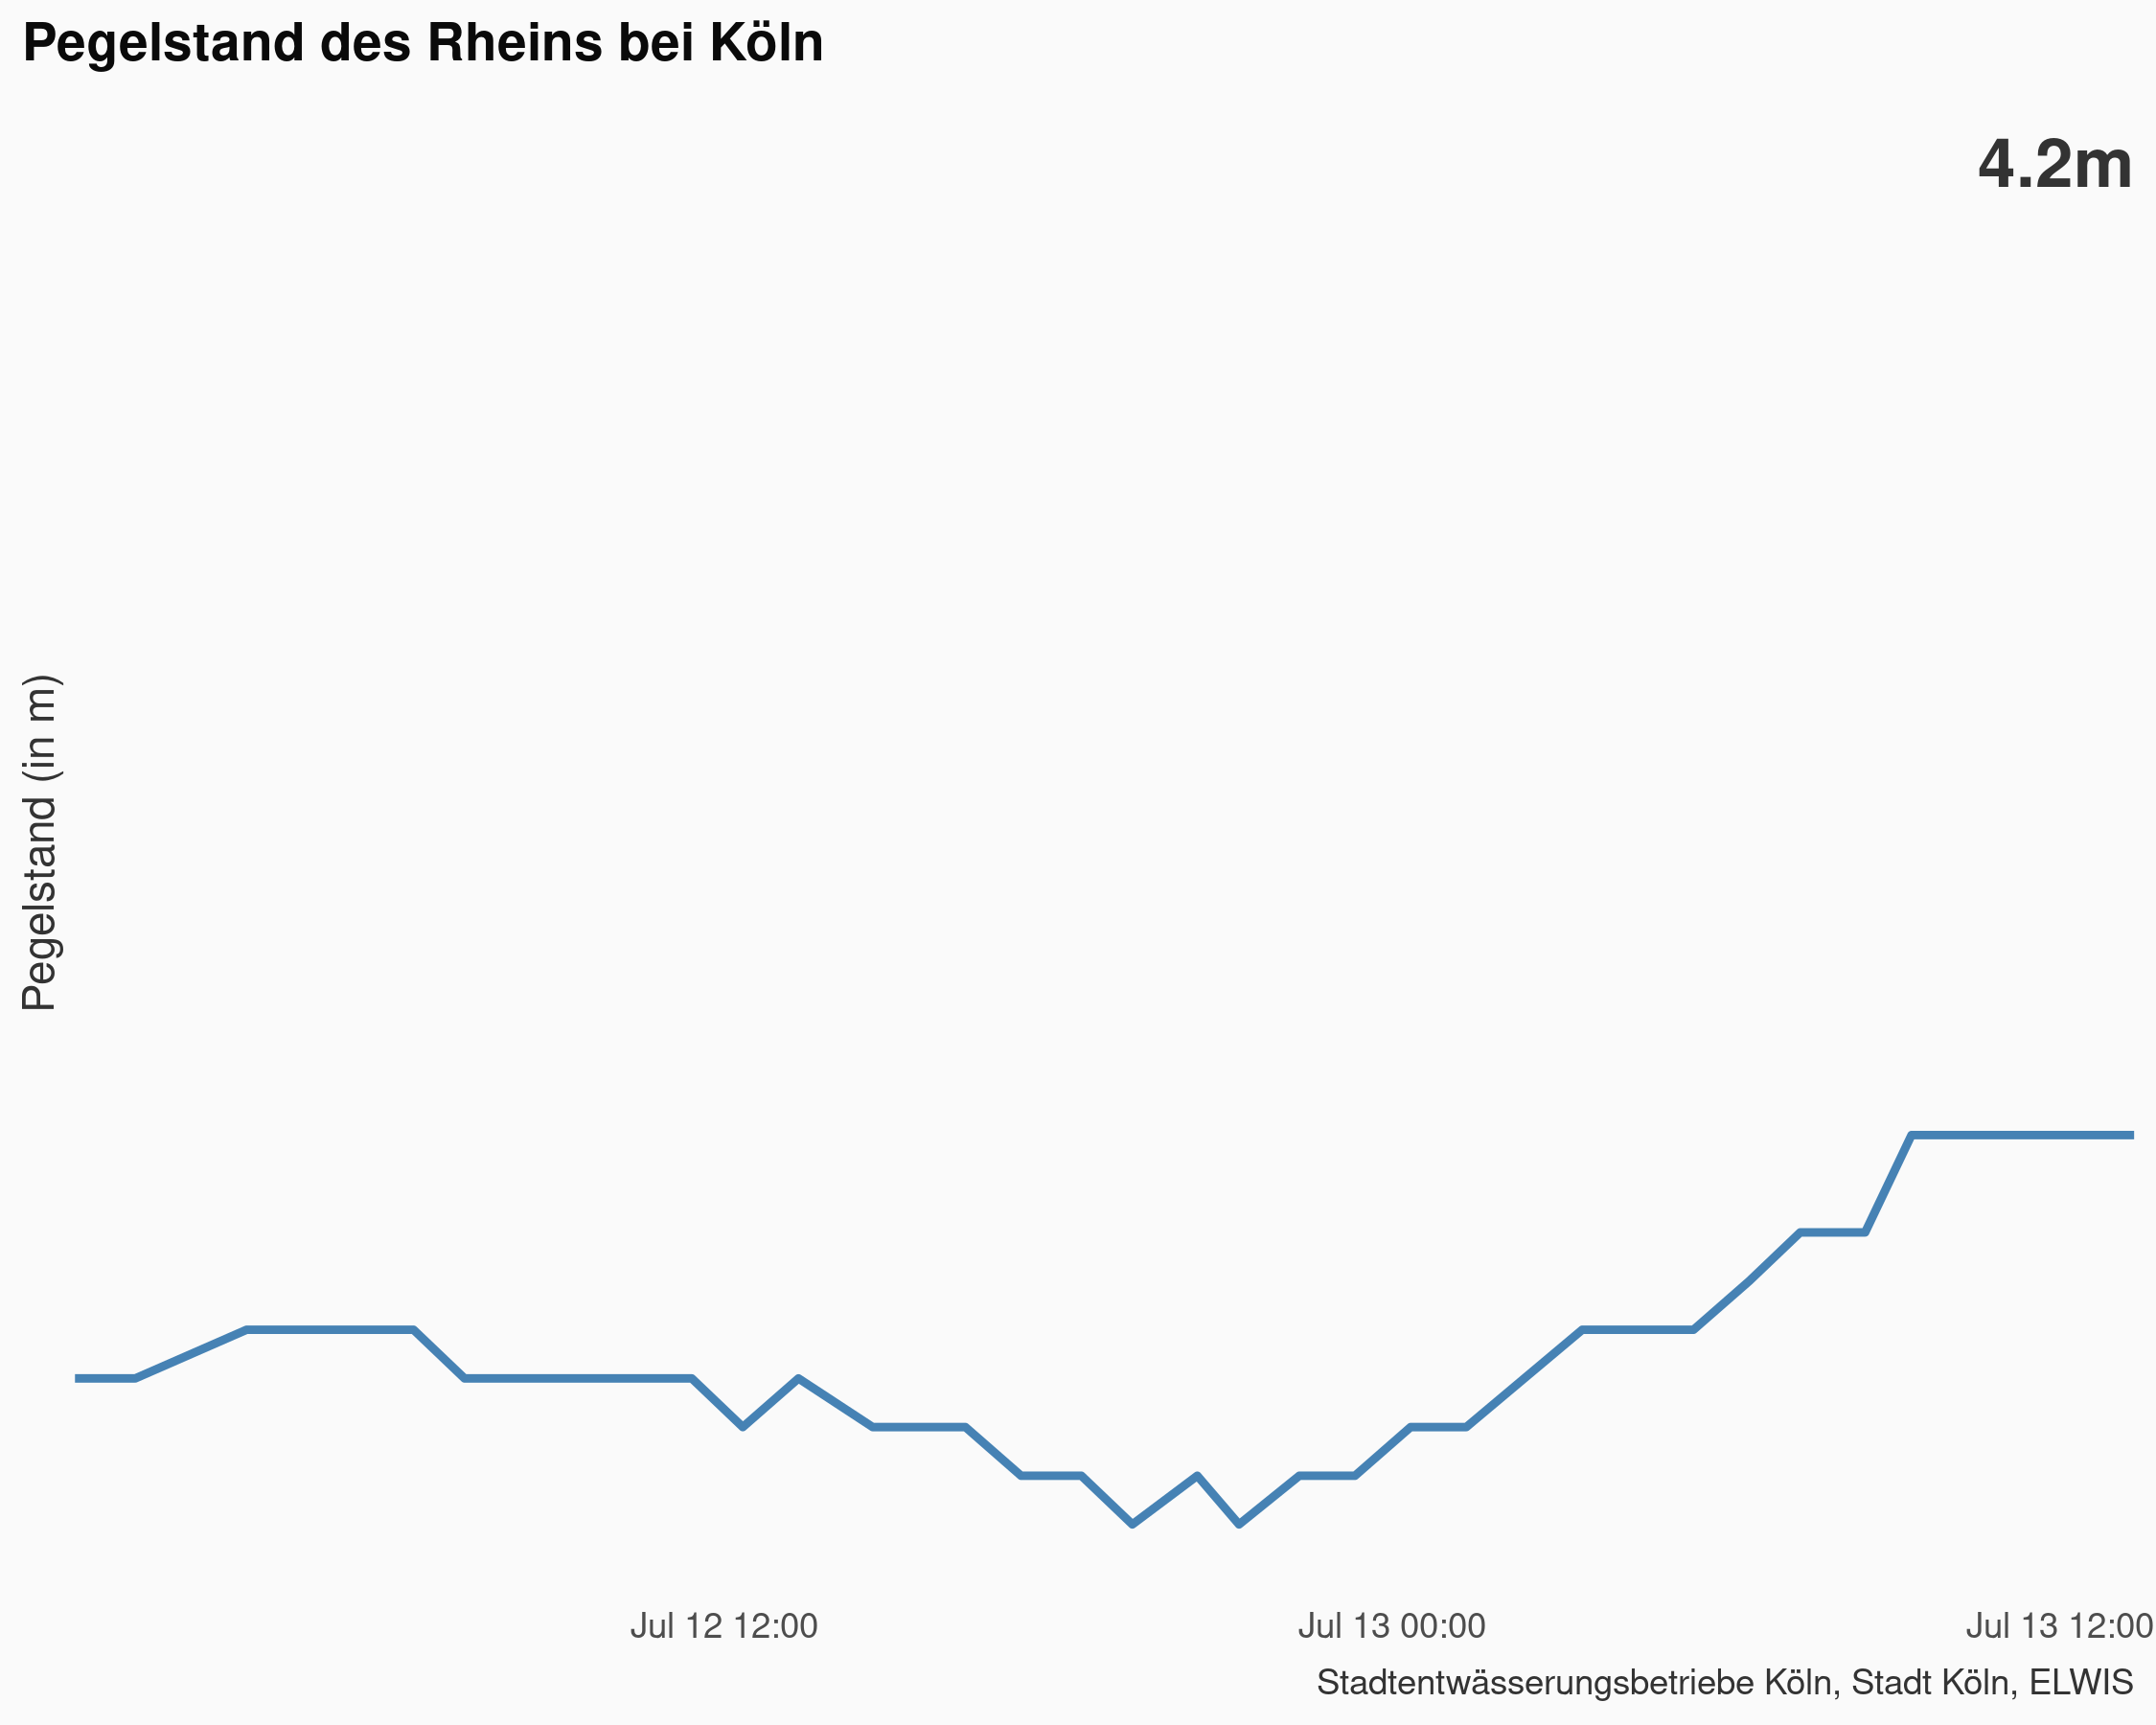 Pegelstand des Rheins bei Köln
4.2m
Pegelstand (in m)
Jul 12 12:00
Jul 13 00:00
Jul 13 12:00
Stadtentwässerungsbetriebe Köln, Stadt Köln, ELWIS